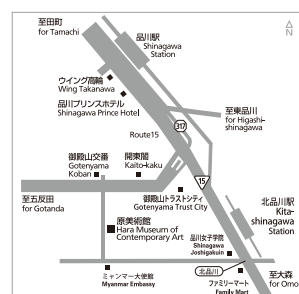 至田町
for Tamachi
品川駅
Shinagawa
Station
N
ウイング高輪
Wing Takanawa
品川プリンスホテル
Shinagawa Prince Hotel
至東品川
for Higashi-
shinagawa
317
Route15
御殿山交番
Gotenyama
Koban
開東閣
Kaito-kaku
15
至五反田
for Gotanda
御殿山トラストシティ
Gotenyama Trust City
北品川駅
Kita-
shinagawa
Station
原美術館
Hara Museum of
Contemporary Art
品川女子学院
Shinagawa
Joshigakuin
北品川
至大森
for Omo
ミャンマー大使館
Myanmar Embassy
ファミリーマート
Family Mart